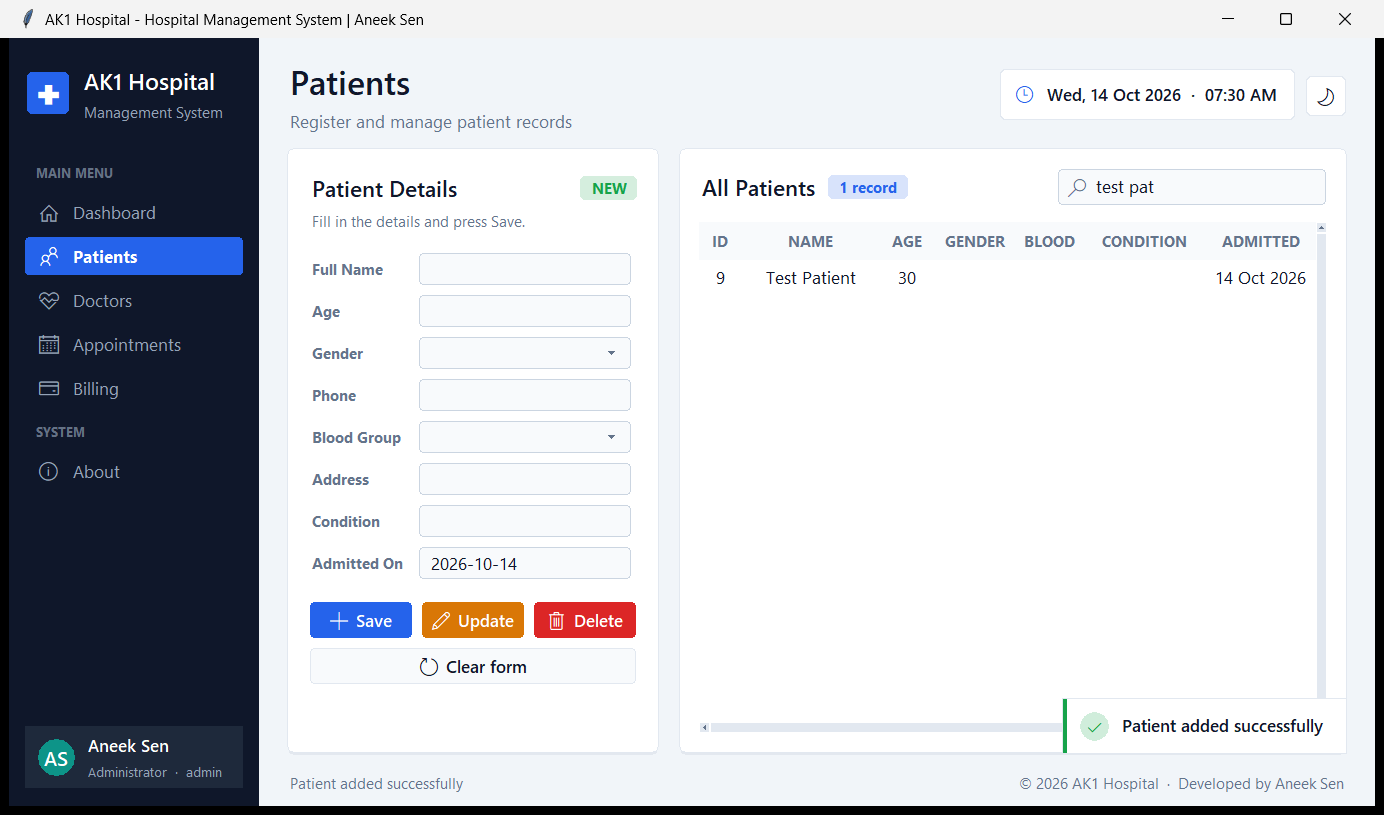 AK1 Hospital - Hospital Management System | Aneek Sen
AK1 Hospital
Management System
MAIN MENU
Dashboard
Patients
Doctors
Appointments
Billing
SYSTEM
About
AS
Aneek Sen
Administrator · admin
Patients
Register and manage patient records
Wed, 14 Oct 2026 · 07:30 AM
Patient Details
NEW
Fill in the details and press Save.
Full Name
Age
Gender
Phone
Blood Group
Address
Condition
Admitted On 2026-10-14
Save Update Delete
Clear form
All Patients 1 record test pat
ID NAME AGE GENDER BLOOD CONDITION ADMITTED
9 Test Patient 30 14 Oct 2026
Patient added successfully
Patient added successfully
© 2026 AK1 Hospital · Developed by Aneek Sen